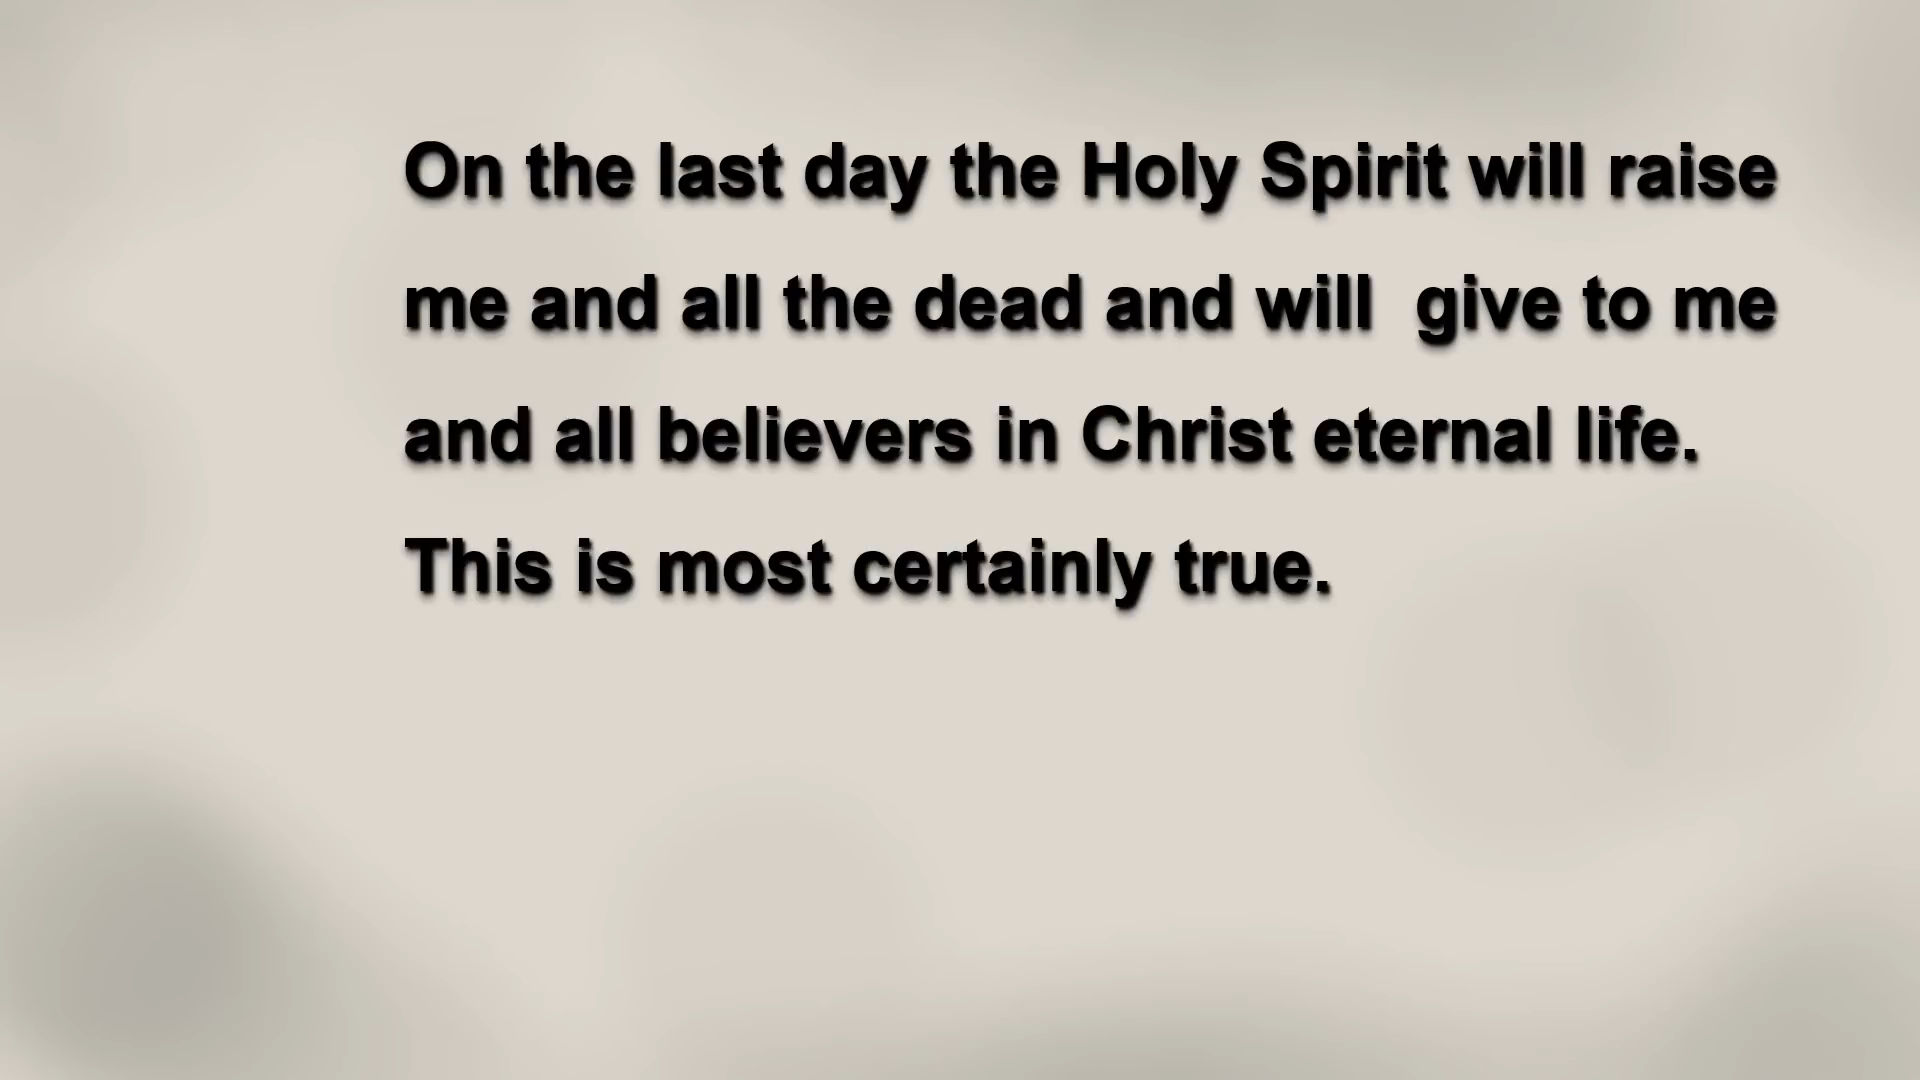 On the last day the Holy Spirit will raise
me and all the dead and will  give to me
and all believers in Christ eternal life.
This is most certainly true.